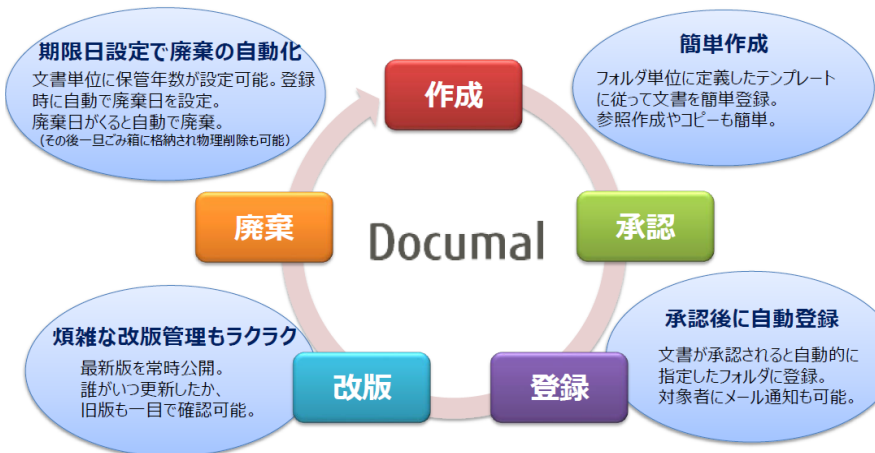 期限日設定で廃棄の自動化
文書単位に保管年数が設定可能。登録
時に自動で廃棄日を設定。
廃棄日がくると自動で廃棄。
(その後一旦ごみ箱に格納され物理削除も可能)
作成
簡単作成
フォルダ単位に定義したテンプレート
に従って文書を簡単登録。
参照作成やコピーも簡単。
廃棄
Documal
承認
煩雑な改版管理もラクラク
最新版を常時公開。
誰がいつ更新したか、
旧版も一目で確認可能。
改版
登録
承認後に自動登録
文書が承認されると自動的に
指定したフォルダに登録。
対象者にメール通知も可能。